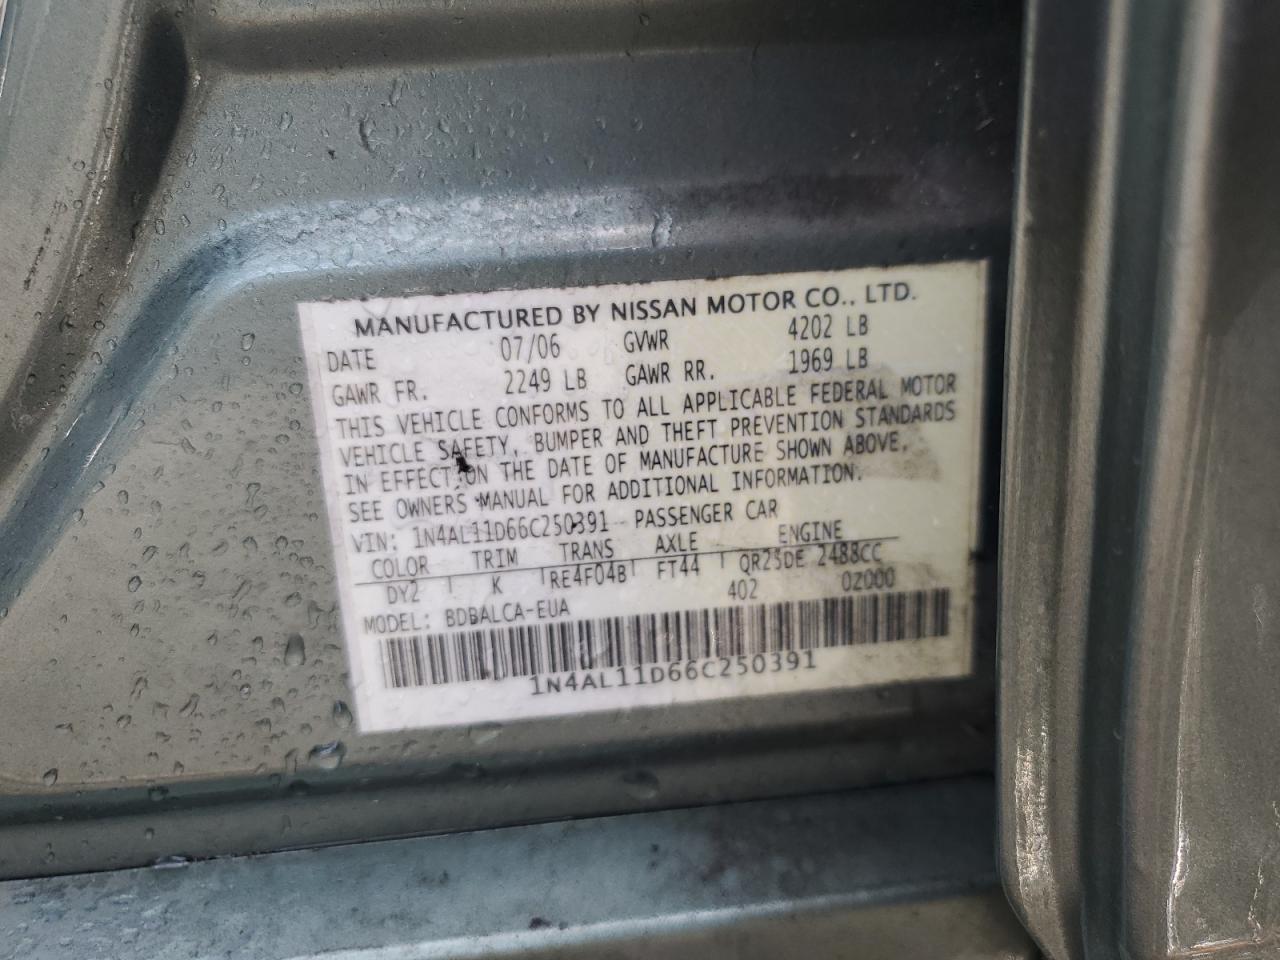 MANUFACTURED BY NISSAN MOTOR CO., LTD.
DATE 07/06 GVWR 4202 LB
GAWR FR. 2249 LB GAWR RR. 1969 LB
THIS VEHICLE CONFORMS TO ALL APPLICABLE FEDERAL MOTOR
VEHICLE SAFETY, BUMPER AND THEFT PREVENTION STANDARDS
IN EFFECT ON THE DATE OF MANUFACTURE SHOWN ABOVE.
SEE OWNERS MANUAL FOR ADDITIONAL INFORMATION.
VIN: 1N4AL11D66C250391 PASSENGER CAR
COLOR TRIM TRANS AXLE ENGINE
DY2 K RE4F04B FT44 QR25DE 2488CC
MODEL: BDBALCA-EUA 402 02000
1N4AL11D66C250391